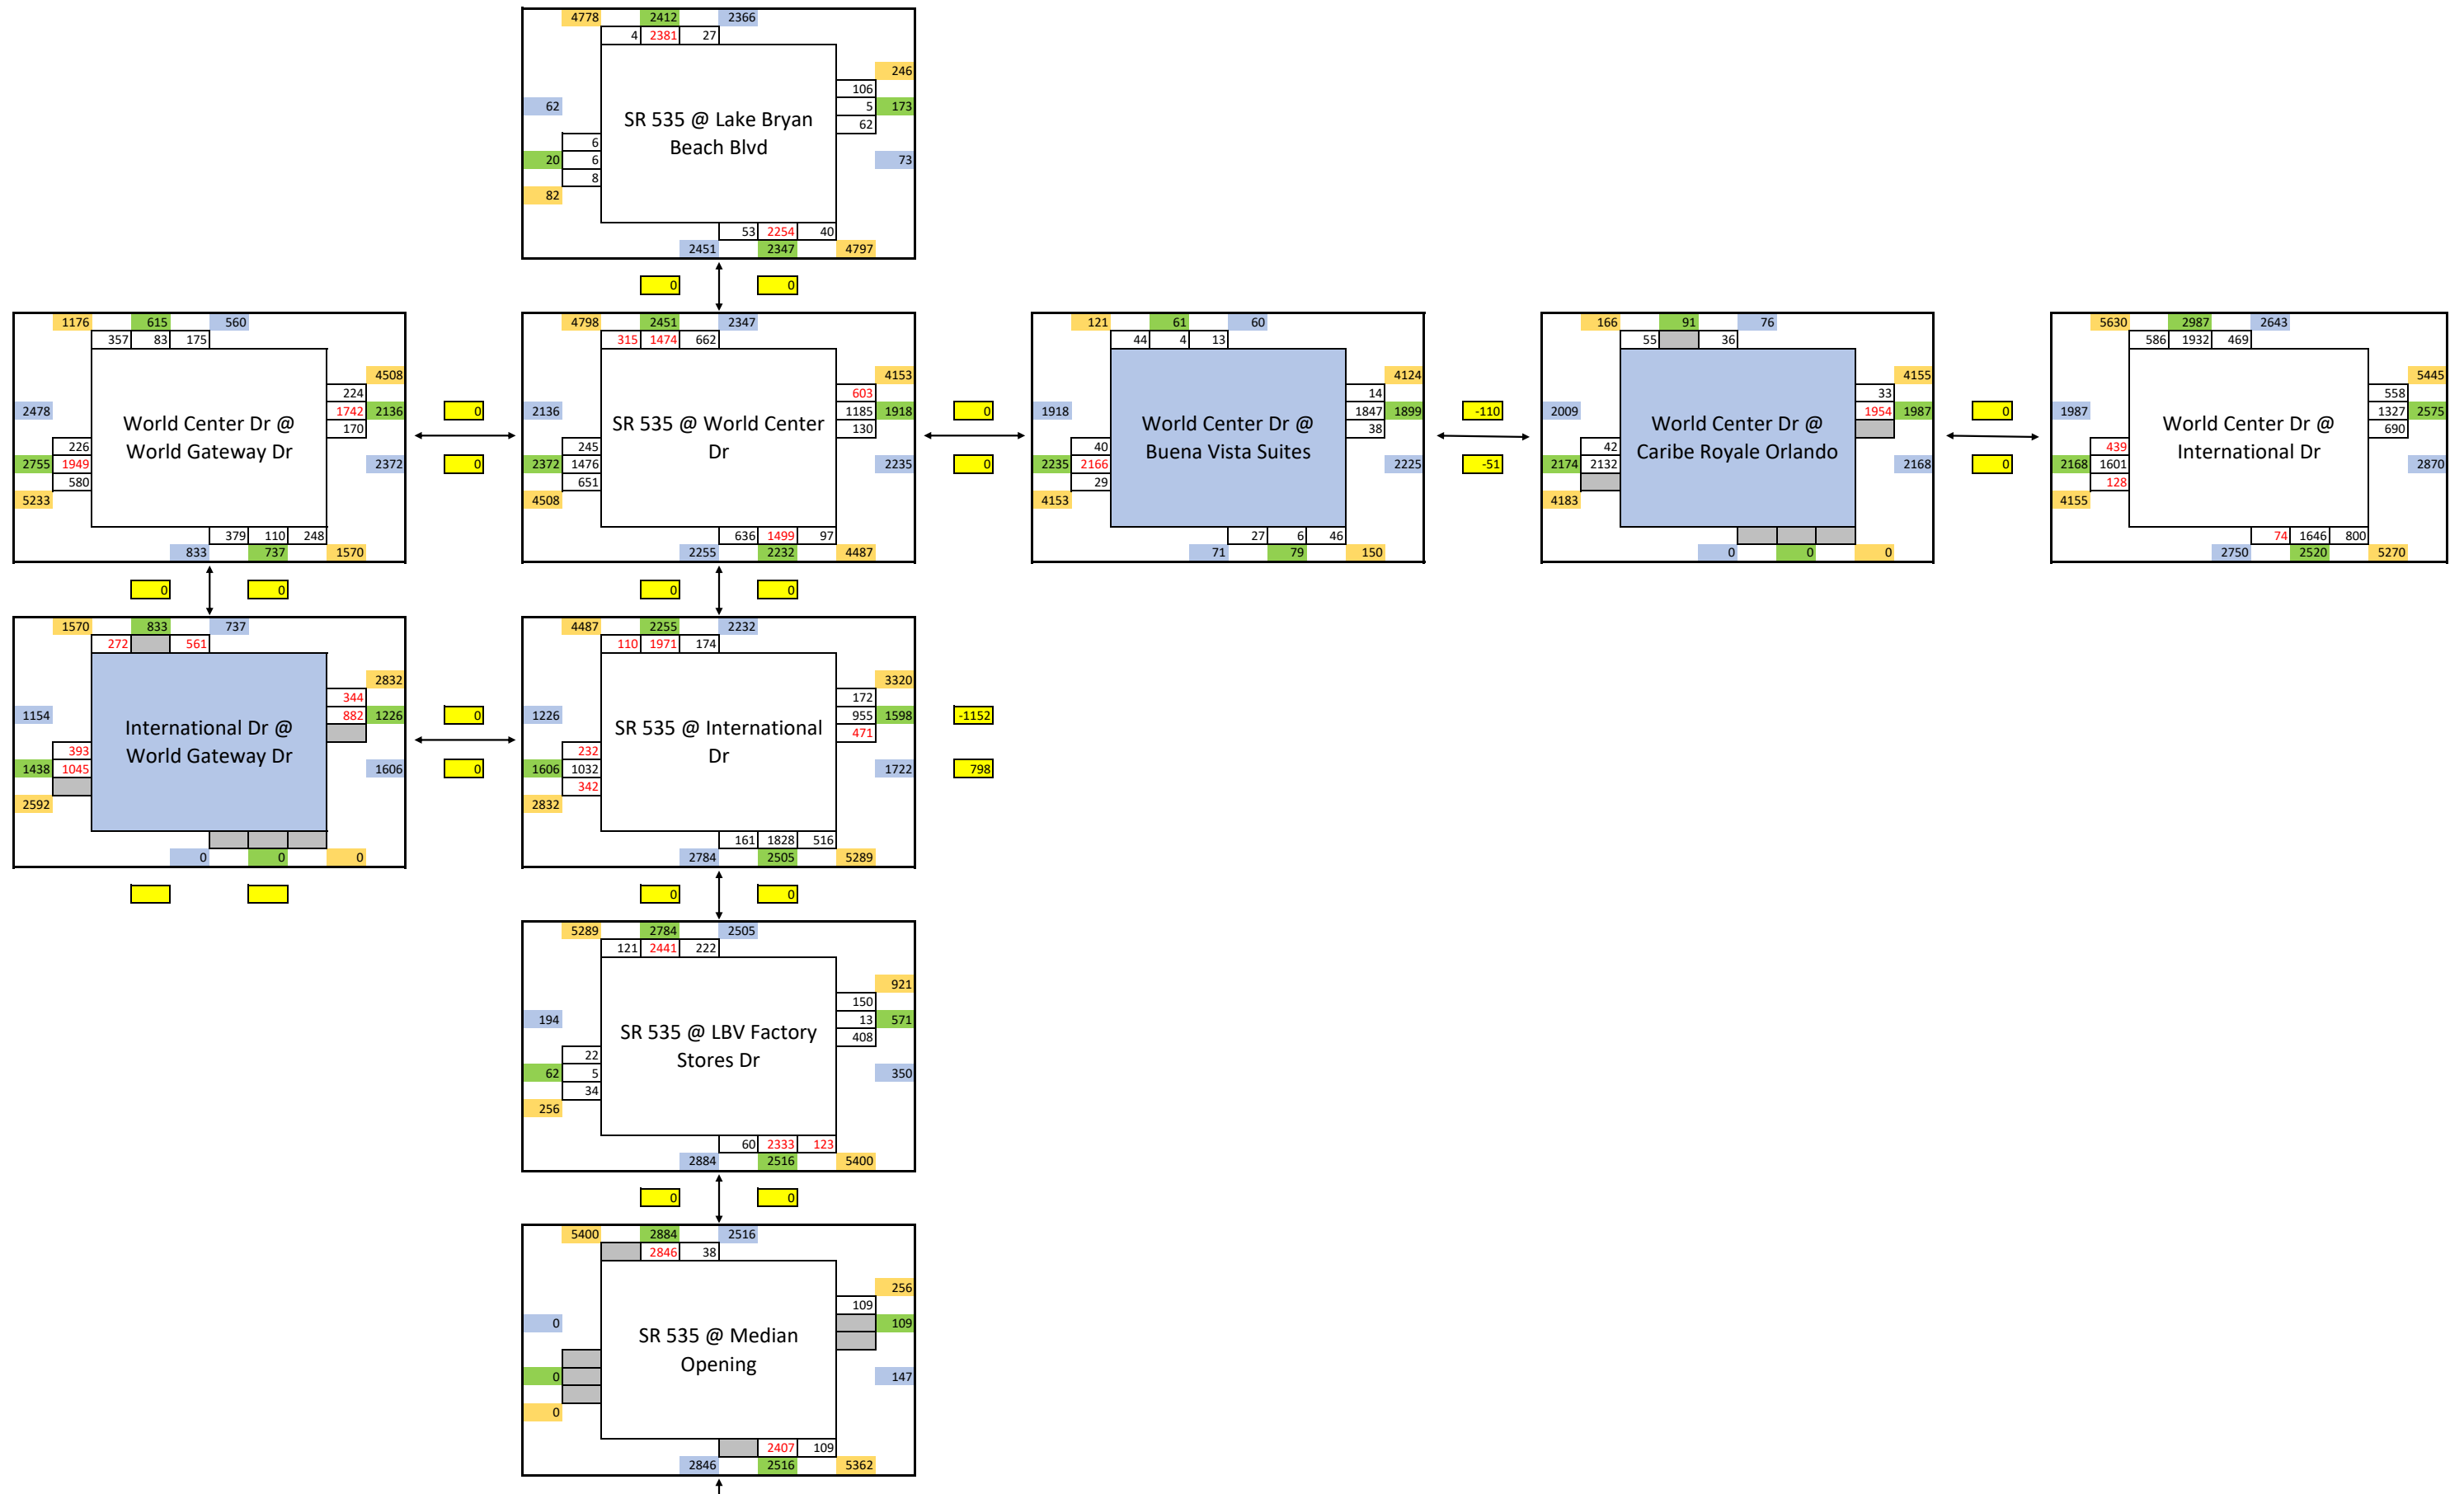 4778 2412 2366
4 2381 27
246
106
62 5 173
SR 535 @ Lake Bryan
Beach Blvd
62
6
20 6 73
8
82
53 2254 40
2451 2347 4797
0 0
1176 615 560
357 83 175
4508
224
2478 1742 2136
170
World Center Dr @
World Gateway Dr
226
2755 1949 2372
580
5233
379 110 248
833 737 1570
0
0
4798 2451 2347
315 1474 662
4153
603
2136 1185 1918
130
SR 535 @ World Center
Dr
245
2372 1476 2235
651
4508
636 1499 97
2255 2232 4487
0
0
121 61 60
44 4 13
4124
14
1918 1847 1899
38
World Center Dr @
Buena Vista Suites
40
2235 2166 2225
29
4153
27 6 46
71 79 150
-110
-51
166 91 76
55 36
4155
33
2009 1954 1987
World Center Dr @
Caribe Royale Orlando
42
2174 2132 2168
4183
0 0 0
0
0
5630 2987 2643
586 1932 469
5445
558
1987 1327 2575
690
World Center Dr @
International Dr
439
2168 1601 2870
128
4155
74 1646 800
2750 2520 5270
0 0
0 0
1570 833 737
272 561
2832
344
1154 882 1226
International Dr @
World Gateway Dr
393
1438 1045 1606
2592
0 0 0
0
0
4487 2255 2232
110 1971 174
3320
172
1226 955 1598
471
SR 535 @ International
Dr
232
1606 1032 1722
342
2832
161 1828 516
2784 2505 5289
-1152
798
0 0
5289 2784 2505
121 2441 222
921
150
194 13 571
408
SR 535 @ LBV Factory
Stores Dr
22
62 5 350
34
256
60 2333 123
2884 2516 5400
0 0
5400 2884 2516
2846 38
256
109
0 109
SR 535 @ Median
Opening
0 147
0
2407 109
2846 2516 5362